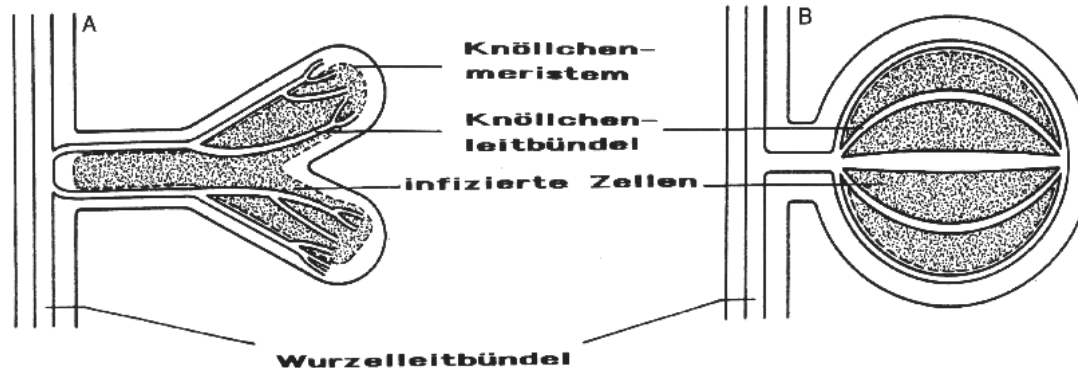 A
B
Knöllchen-
meristem
Knöllchen-
leitbündel
infizierte Zellen
Wurzelleitbündel